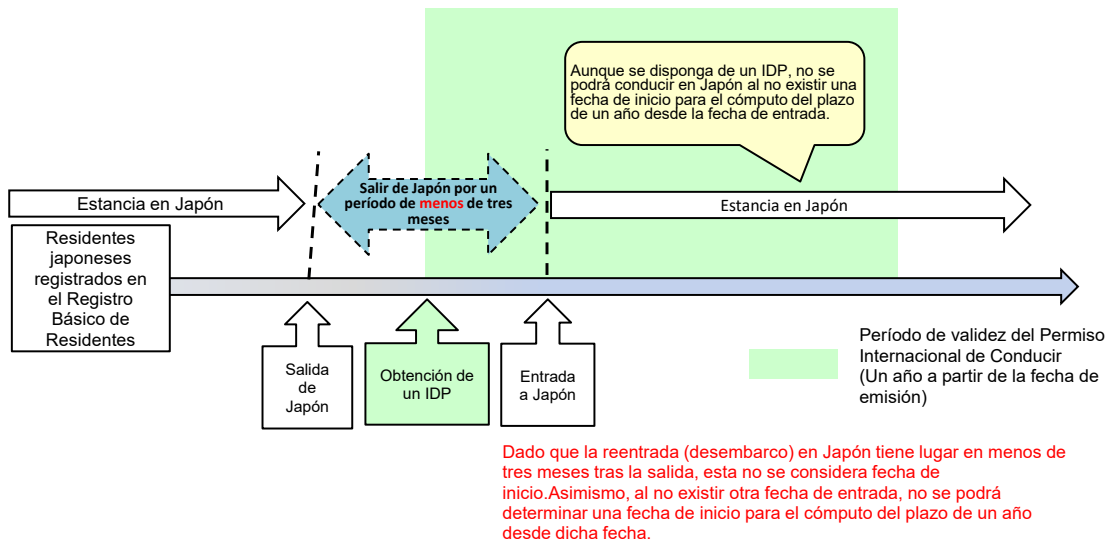 Aunque se disponga de un IDP, no se
podrá conducir en Japón al no existir una
fecha de inicio para el cómputo del plazo
de un año desde la fecha de entrada.
Estancia en Japón
Salir de Japón por un
período de menos de tres
meses
Estancia en Japón
Residentes
japoneses
registrados en
el Registro
Básico de
Residentes
Salida
de
Japón
Obtención de
un IDP
Entrada
a Japón
Período de validez del Permiso
Internacional de Conducir
(Un año a partir de la fecha de
emisión)
Dado que la reentrada (desembarco) en Japón tiene lugar en menos de
tres meses tras la salida, esta no se considera fecha de
inicio.Asimismo, al no existir otra fecha de entrada, no se podrá
determinar una fecha de inicio para el cómputo del plazo de un año
desde dicha fecha.